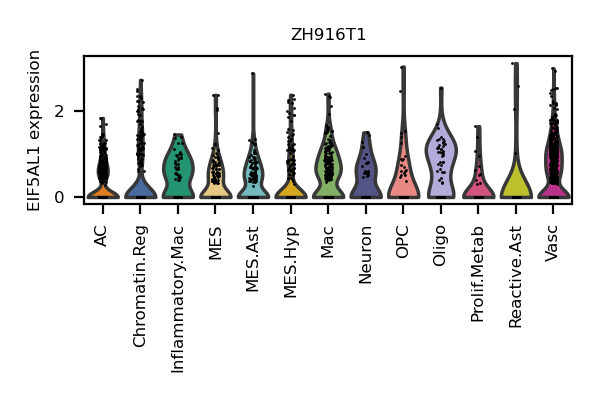 ZH916T1
EIF5AL1 expression
2
0
AC
Chromatin.Reg
Inflammatory.Mac
MES
MES.Ast
MES.Hyp
Mac
Neuron
OPC
Oligo
Prolif.Metab
Reactive.Ast
Vasc